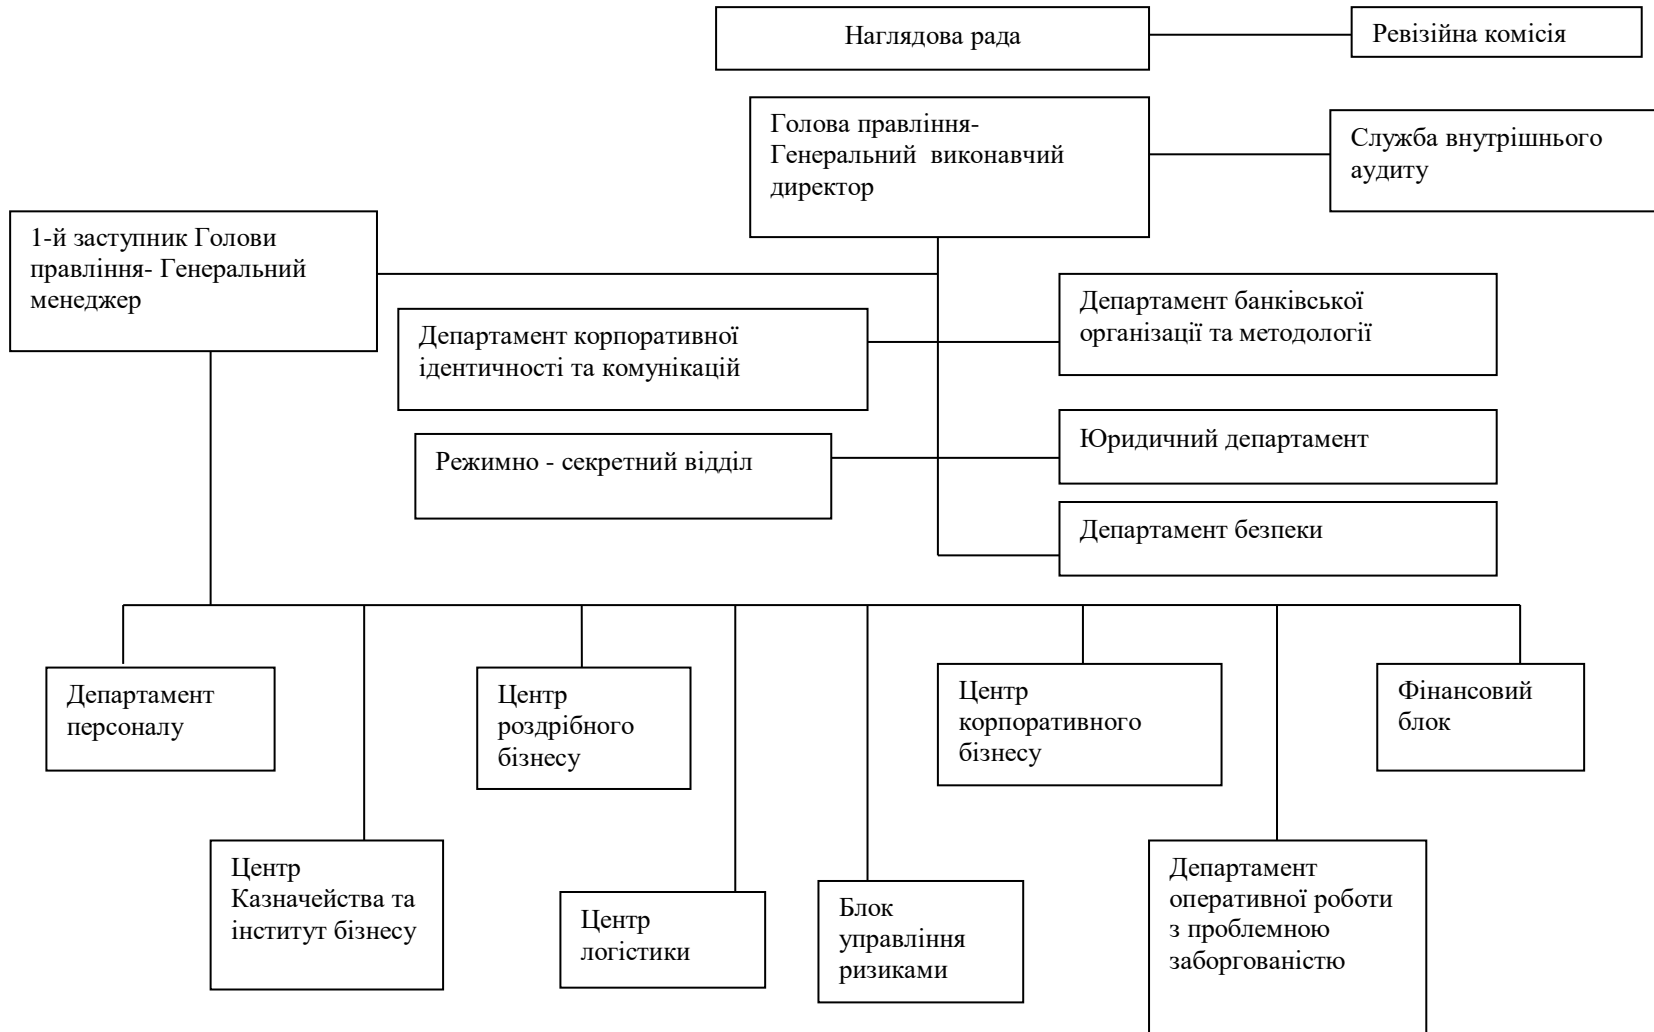 Наглядова рада
Ревізійна комісія
Голова правління-
Генеральний виконавчий
директор
Служба внутрішнього
аудиту
1-й заступник Голови
правління- Генеральний
менеджер
Департамент корпоративної
ідентичності та комунікацій
Департамент банківської
організації та методології
Режимно - секретний відділ
Юридичний департамент
Департамент безпеки
Департамент
персоналу
Центр
роздрібного
бізнесу
Центр
корпоративного
бізнесу
Фінансовий
блок
Центр
Казначейства та
інститут бізнесу
Центр
логістики
Блок
управління
ризиками
Департамент
оперативної роботи
з проблемною
заборгованістю